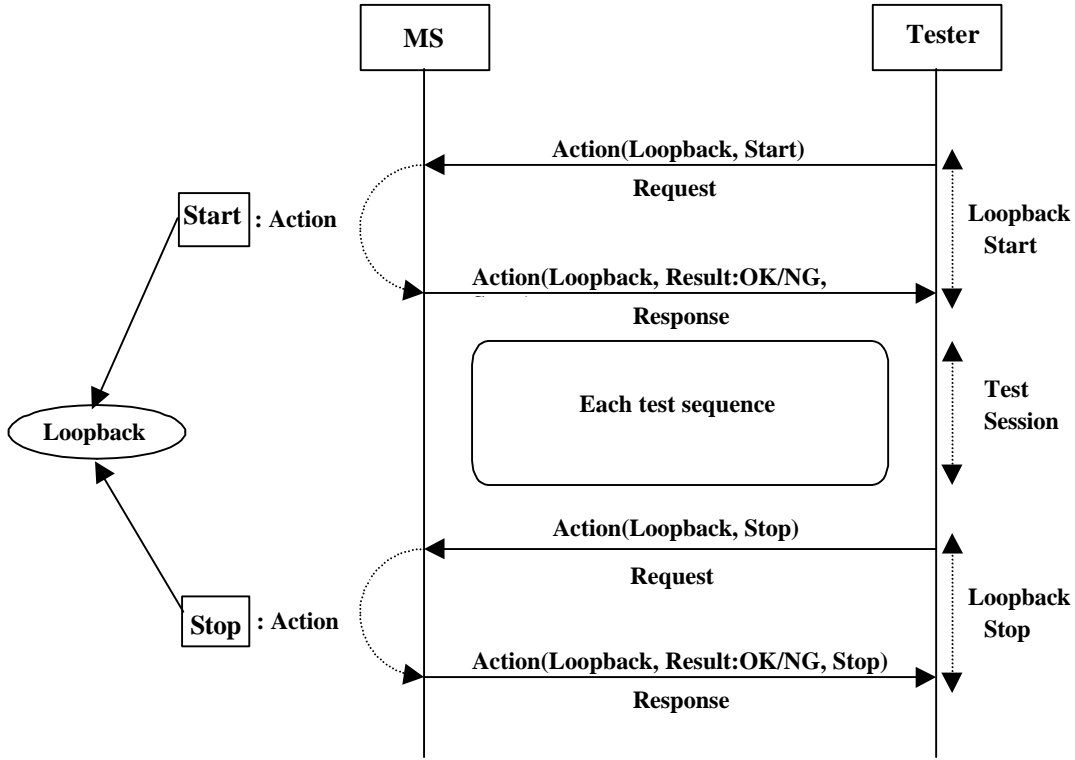 MS
Tester
Action(Loopback, Start)
Request
Start : Action
Loopback
Start
Action(Loopback, Result:OK/NG,
Response
Each test sequence
Test
Session
Loopback
Action(Loopback, Stop)
Request
Loopback
Stop
Stop : Action
Action(Loopback, Result:OK/NG, Stop)
Response